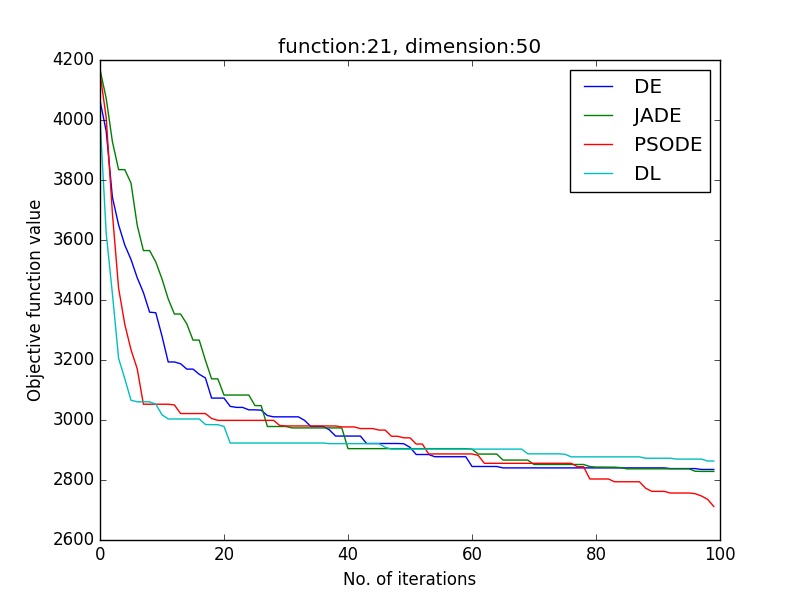 function:21, dimension:50
4200
4000
3800
3600
3400
3200
3000
2800
2600
Objective function value
0
20
40
60
80
100
No. of iterations
DE
JADE
PSODE
DL